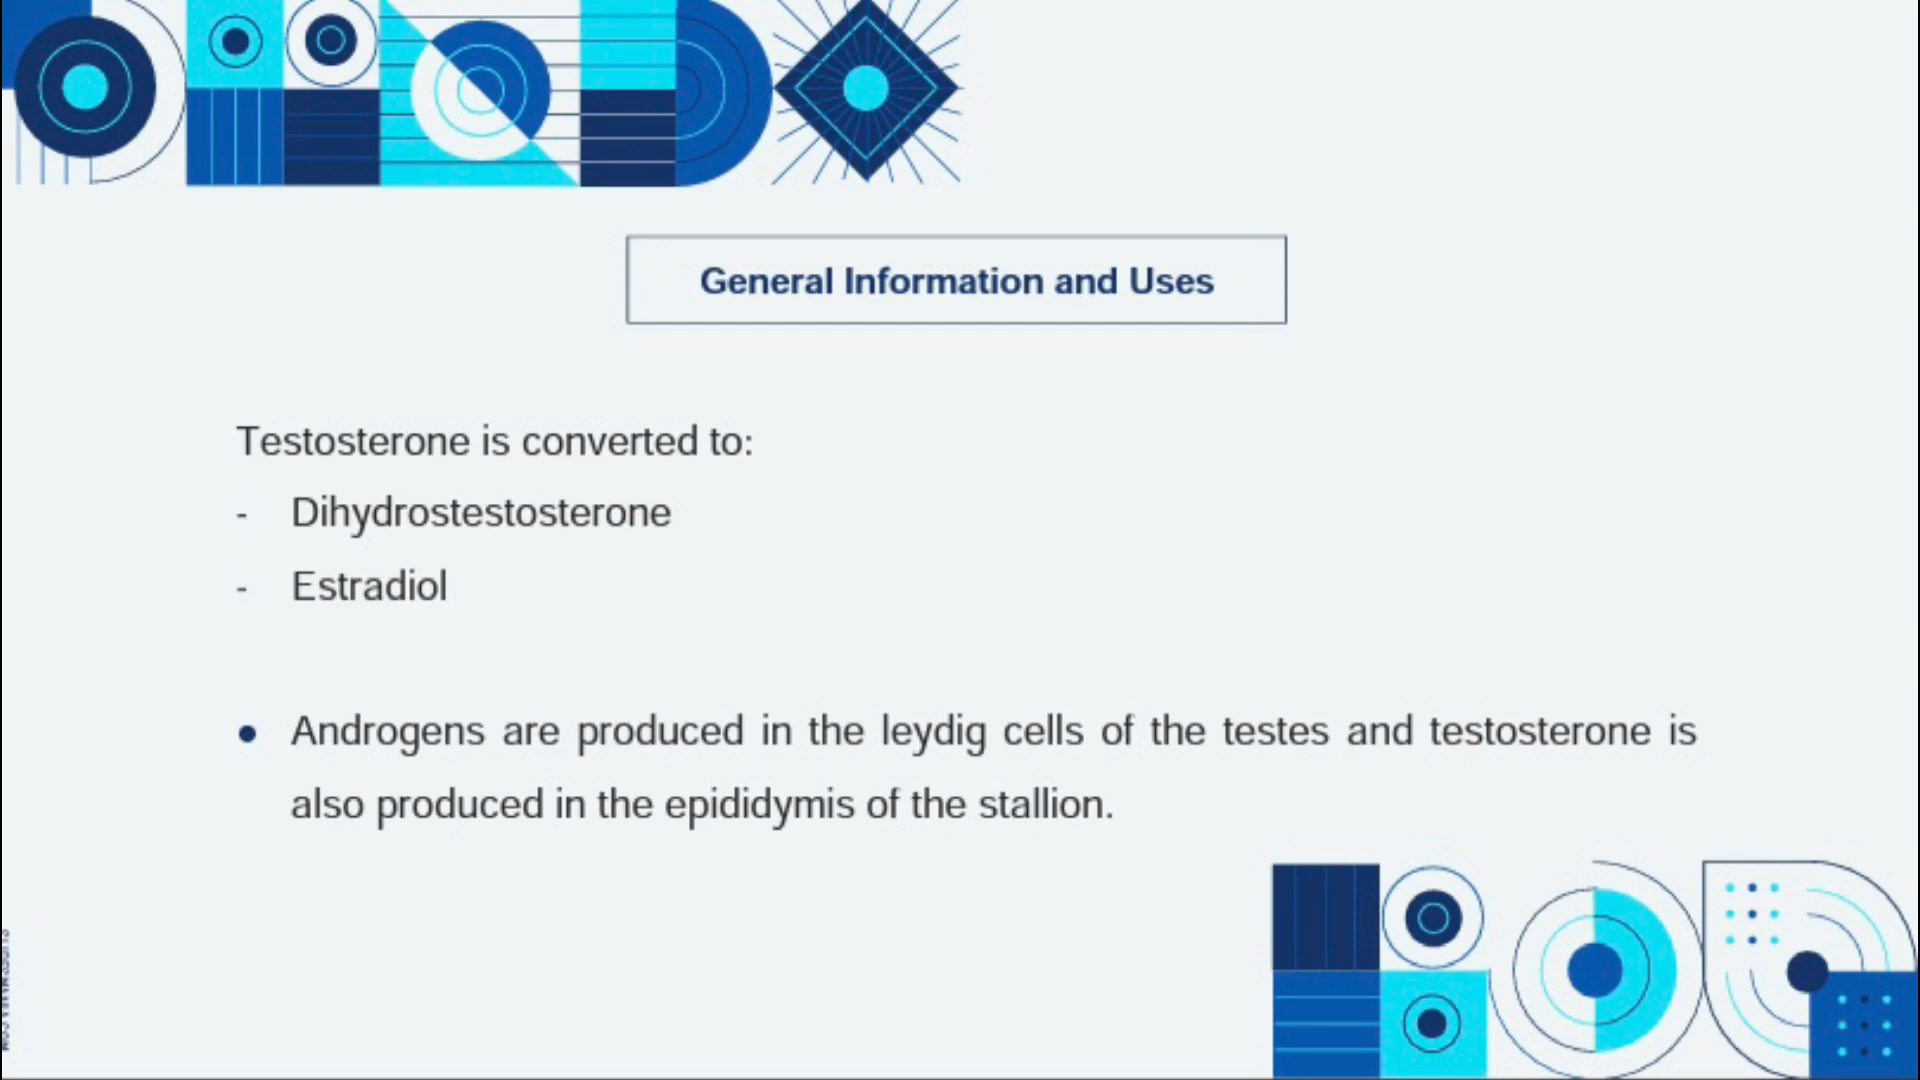 General Information and Uses
Testosterone is converted to:
- Dihydrostestosterone
- Estradiol
● Androgens are produced in the leydig cells of the testes and testosterone is
also produced in the epididymis of the stallion.